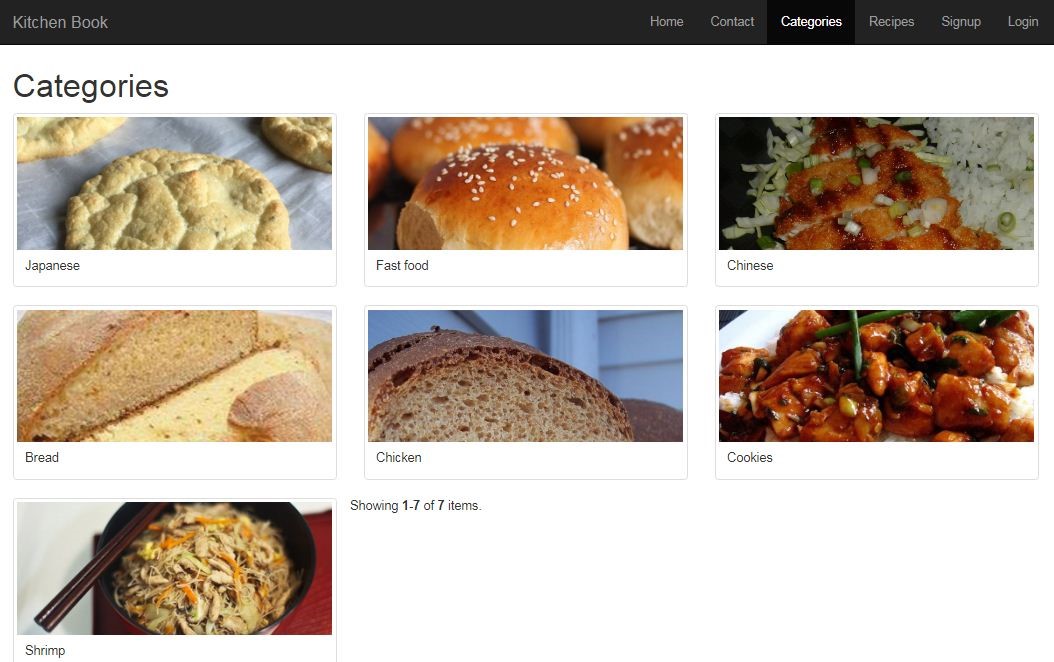 Kitchen Book Home Contact Categories Recipes Signup Login
Categories
Japanese
Fast food
Chinese
Bread
Chicken
Cookies
Showing 1-7 of 7 items.
Shrimp